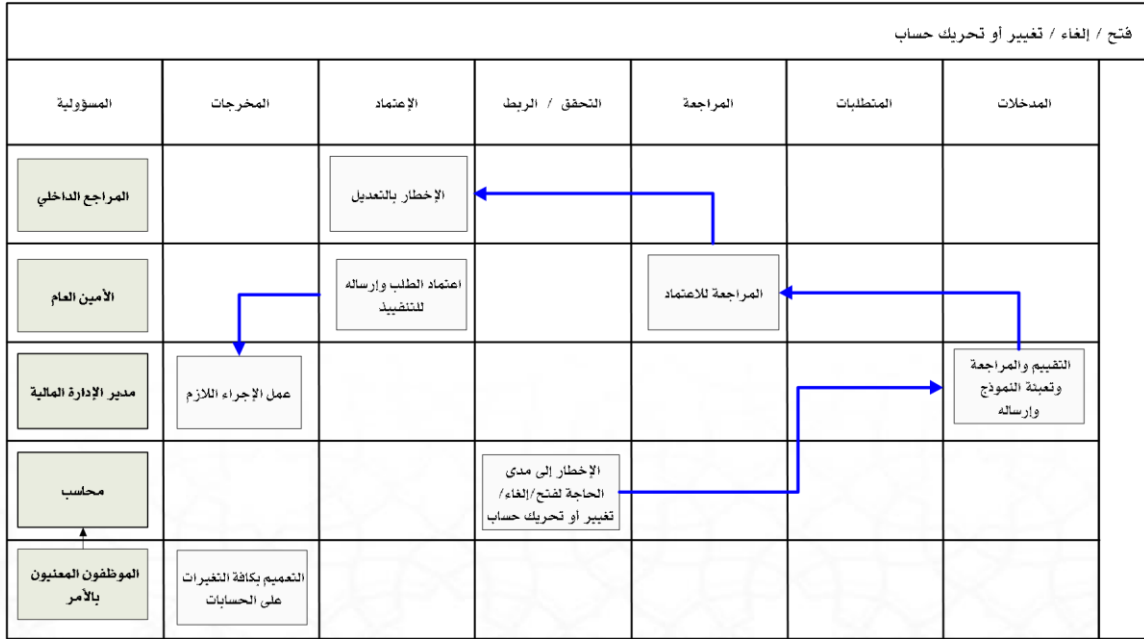 فتح / إلغاء / تغيير أو تحريك حساب
المدخلات
المتطلبات
المراجعة
التحقق / الربط
الإعتماد
المخرجات
المسؤولية
الإخطار بالتعديل
المراجع الداخلي
المراجعة للاعتماد
اعتماد الطلب وإرساله
للتنفييذ
الأمين العام
التقييم والمراجعة
وتعبئة النموذج
وإرساله
عمل الإجراء اللازم
مدير الإدارة المالية
الإخطار إلى مدى
الحاجة لفتح/إلغاء/
تغيير أو تحريك حساب
محاسب
التعميم بكافة التغيرات
على الحسابات
الموظفون المعنيون
بالأمر